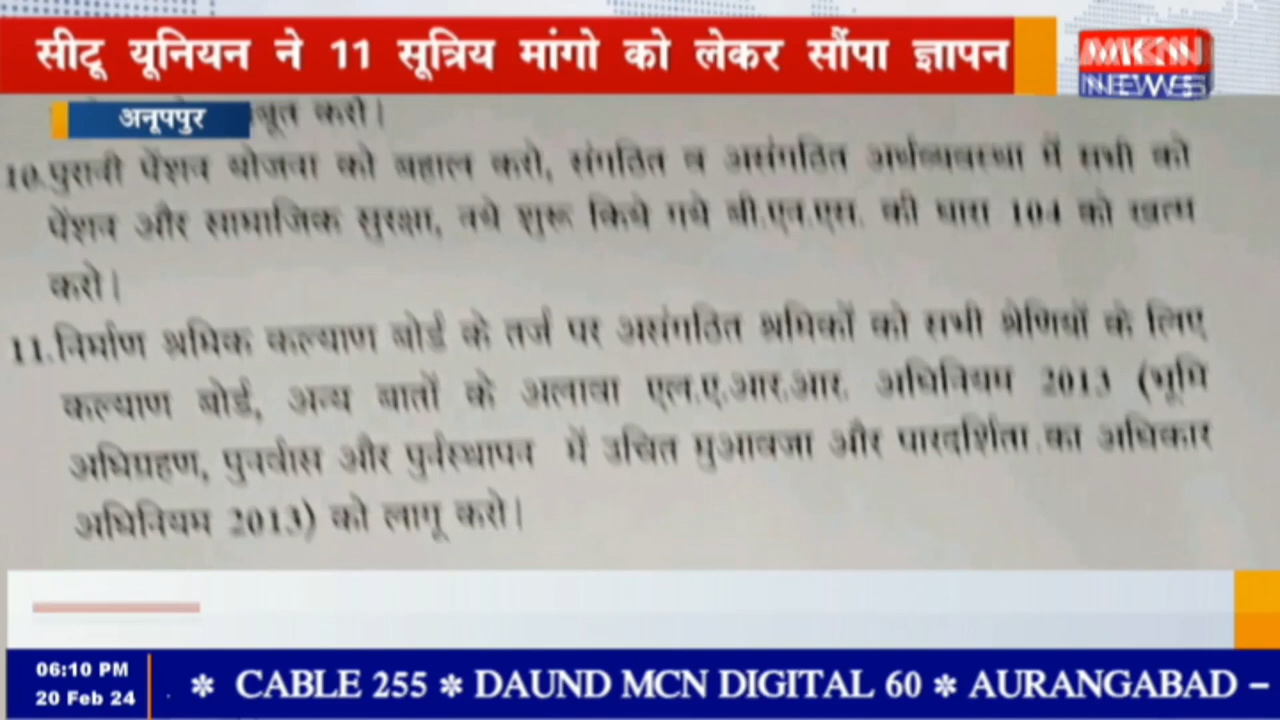 सीटू यूनियन ने 11 सूत्रिय मांगो को लेकर सौंपा ज्ञापन
NEWS
अनूपपुर
करो।
10.पुरानी पेंशन योजना को बहाल करो, संगठित व असंगठित अर्थव्यवस्था में सभी को
पेंशन और सामाजिक सुरक्षा, नये शुरू किये गये बी.एन.एस. की धारा 104 को खत्म
करो।
11.निर्माण श्रमिक कल्याण बोर्ड के तर्ज पर असंगठित श्रमिकों को सभी श्रेणियों के लिए
कल्याण बोर्ड, अन्य बातों के अलावा एल.ए.आर.आर. अधिनियम 2013 (भूमि
अधिग्रहण, पुनर्वास और पुर्नस्थापन में उचित मुआवजा और पारदर्शिता का अधिकार
अधिनियम 2013) को लागू करो।
06:10 PM
20 Feb 24
* CABLE 255 * DAUND MCN DIGITAL 60 * AURANGABAD –